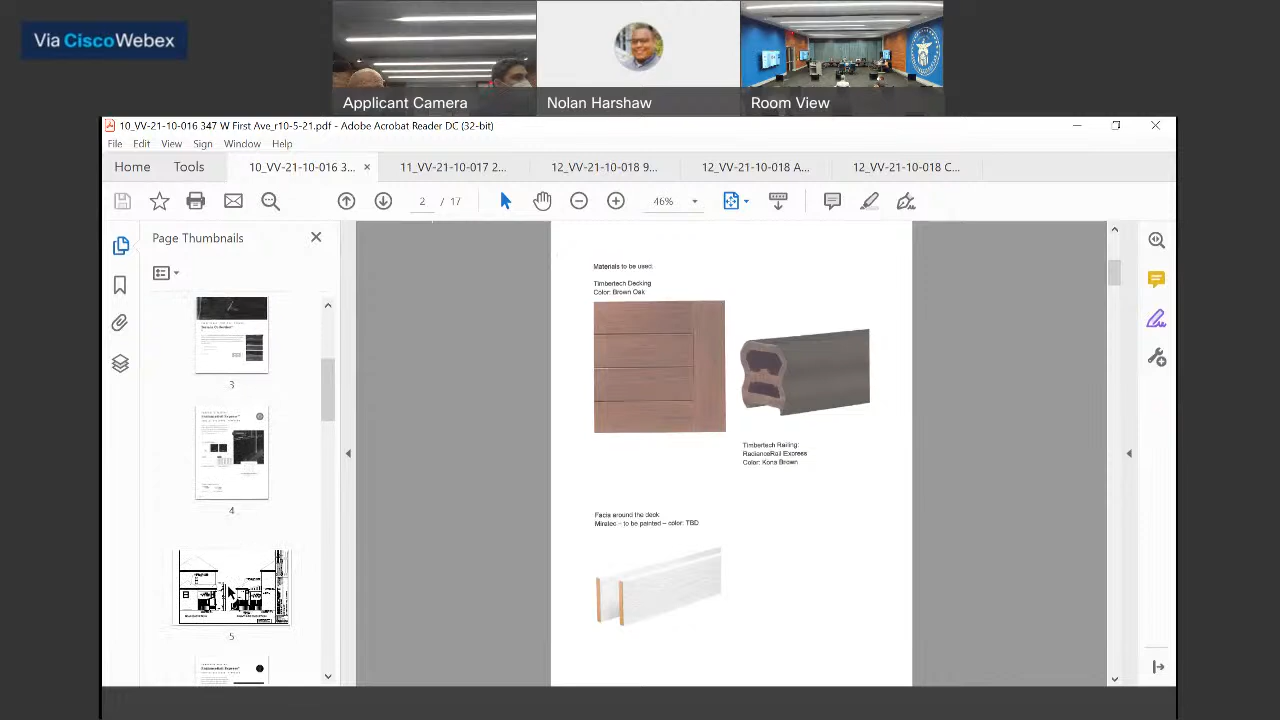 Via CiscoWebex
Applicant Camera
Nolan Harshaw
Room View
10_VV-21-10-016 347 W First Ave_r10-5-21.pdf - Adobe Acrobat Reader DC (32-bit)
File Edit View Sign Window Help
Home Tools 10_VV-21-10-016 3... 11_VV-21-10-017 2... 12_VV-21-10-018 9... 12_VV-21-10-018 A... 12_VV-21-10-018 C...
2 / 17 46%
Page Thumbnails
3
4
5
Materials to be used:
Timbertech Decking
Color: Brown Oak
Timbertech Railing:
RadianceRail Express
Color: Kona Brown
Facia around the deck
Miratec – to be painted – color: TBD